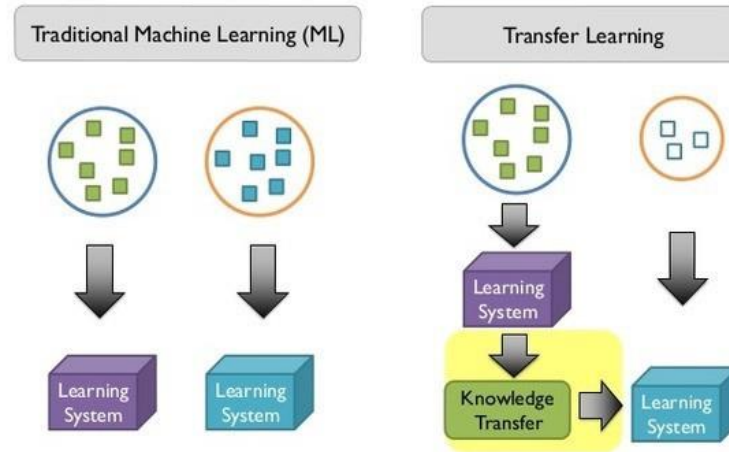 Traditional Machine Learning (ML)
Transfer Learning
Learning
System
Learning
System
Learning
System
Knowledge
Transfer
Learning
System